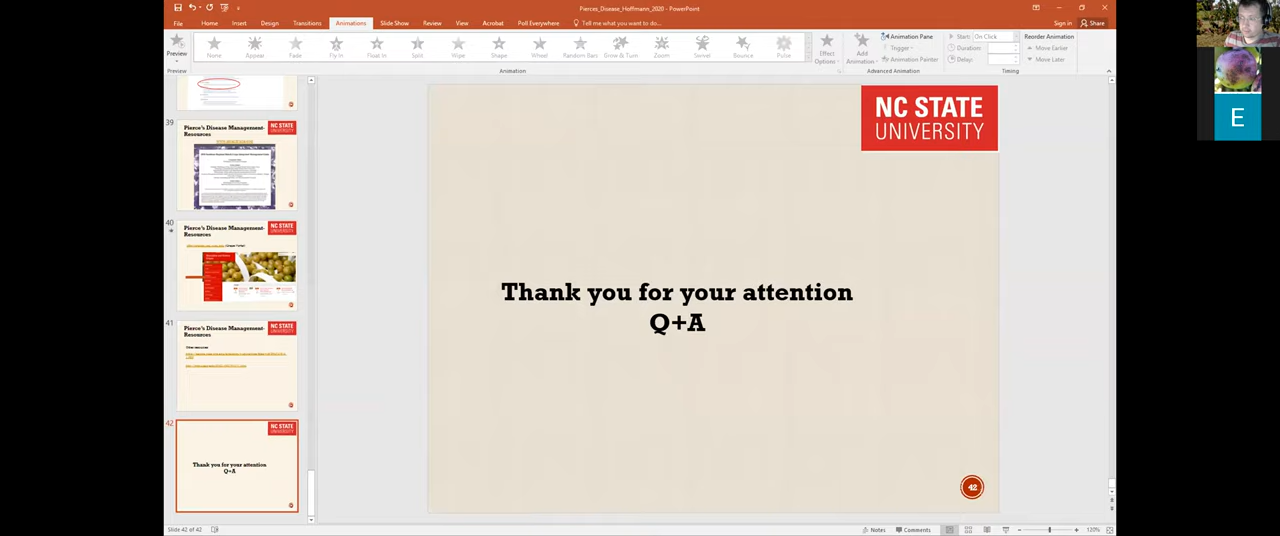 Pierces_Disease_Hoffmann_2020 - PowerPoint
File Home Insert Design Transitions Animations Slide Show Review View Acrobat Poll Everywhere Tell me what you want to do...
Sign in Share
Preview
None Appear Fade Fly In Float In Split Wipe Shape Wheel Random Bars Grow & Turn Zoom Swivel Bounce Pulse
Effect Options
Add Animation
Animation Pane
Trigger
Animation Painter
Start: On Click
Duration:
Delay:
Reorder Animation
Move Earlier
Move Later
Preview Animation Advanced Animation Timing
39
Pierce's Disease Management-
Resources
NC STATE
UNIVERSITY
40
Pierce's Disease Management-
Resources
NC STATE
UNIVERSITY
41
Pierce's Disease Management-
Resources
NC STATE
UNIVERSITY
42
NC STATE
UNIVERSITY
Thank you for your attention
Q+A
NC STATE
UNIVERSITY
Thank you for your attention
Q+A
42
E
Slide 42 of 42
Notes Comments 120%